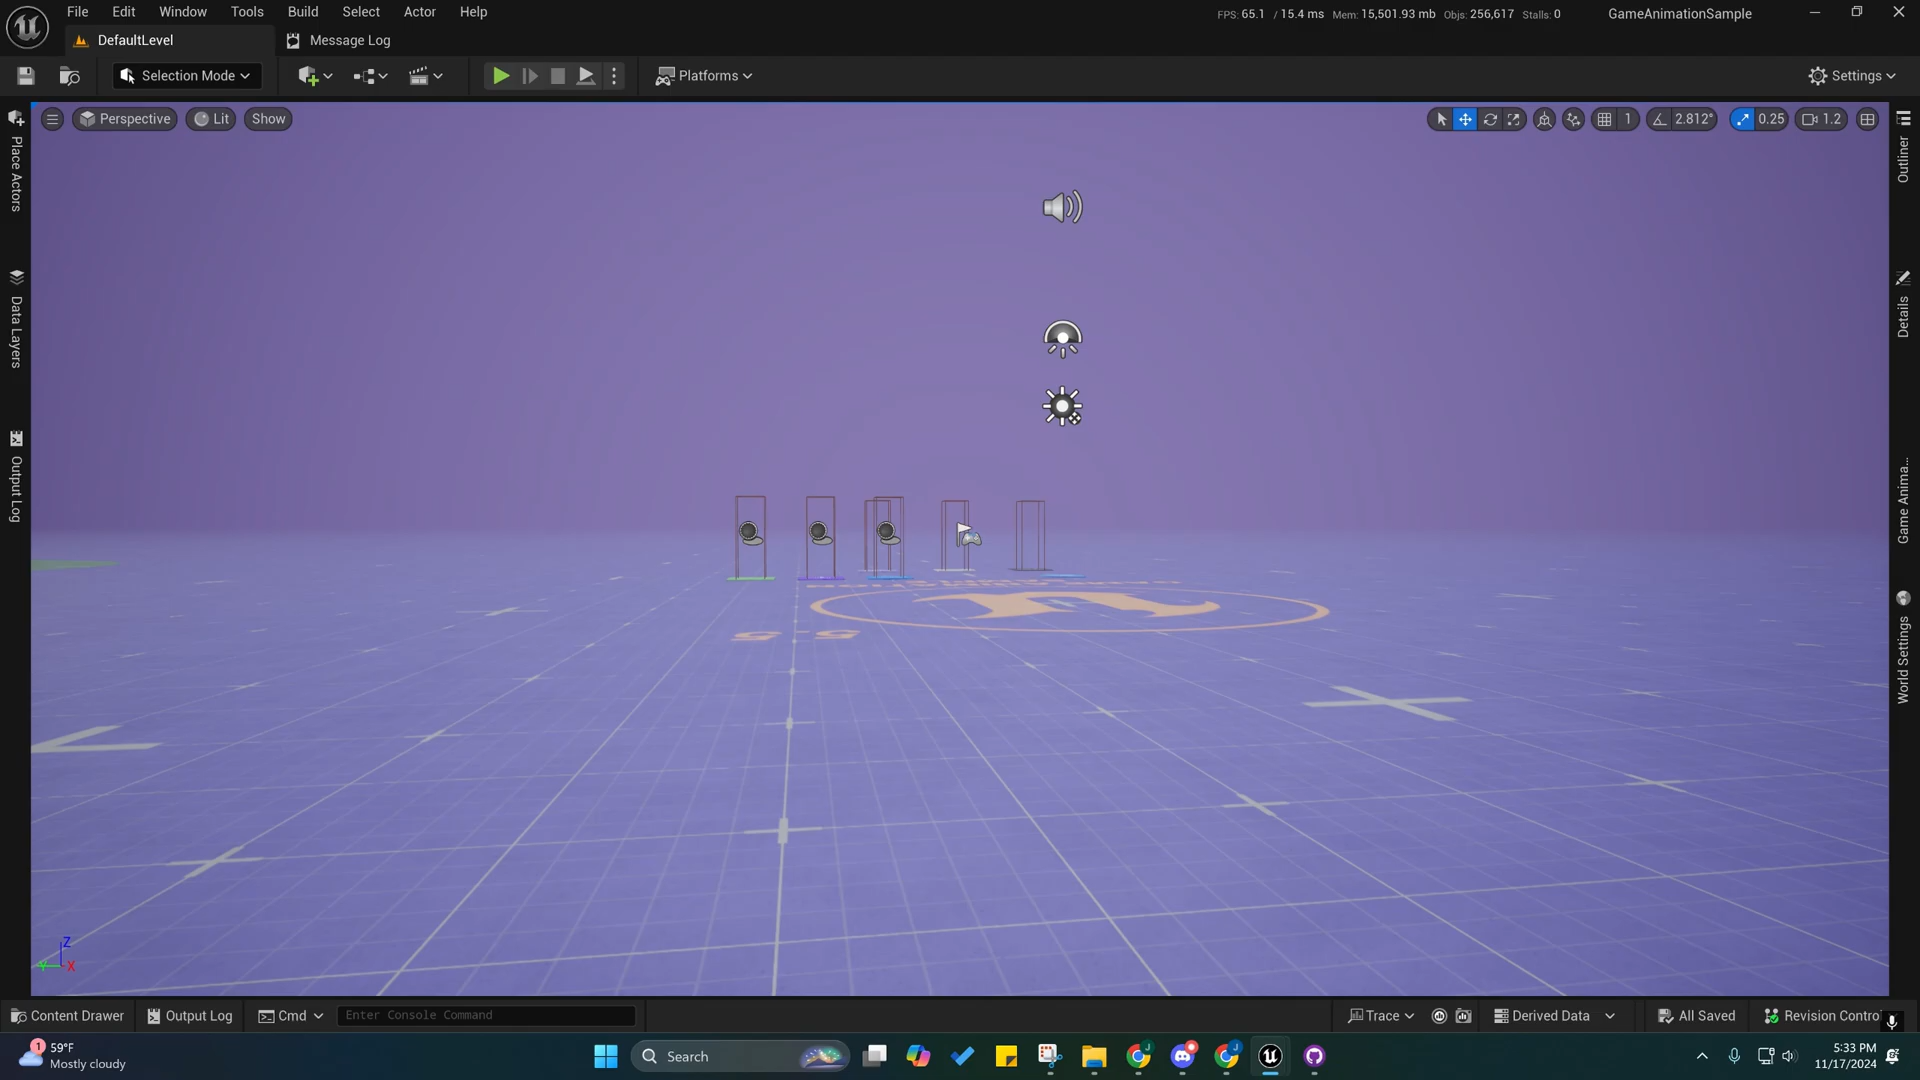 File Edit Window Tools Build Select Actor Help
FPS: 65.1 / 15.4 ms Mem: 15,501.93 mb Objs: 256,617 Stalls: 0 GameAnimationSample
DefaultLevel Message Log
Selection Mode Platforms Settings
Perspective Lit Show 1 2.812° 0.25 1.2
Place Actors
Data Layers
Output Log
Outliner
Details
Game Anima...
World Settings
5.5
Z
Y X
Content Drawer Output Log Cmd Enter Console Command Trace Derived Data All Saved Revision Contro
1 59°F
Mostly cloudy
Search
5:33 PM
11/17/2024